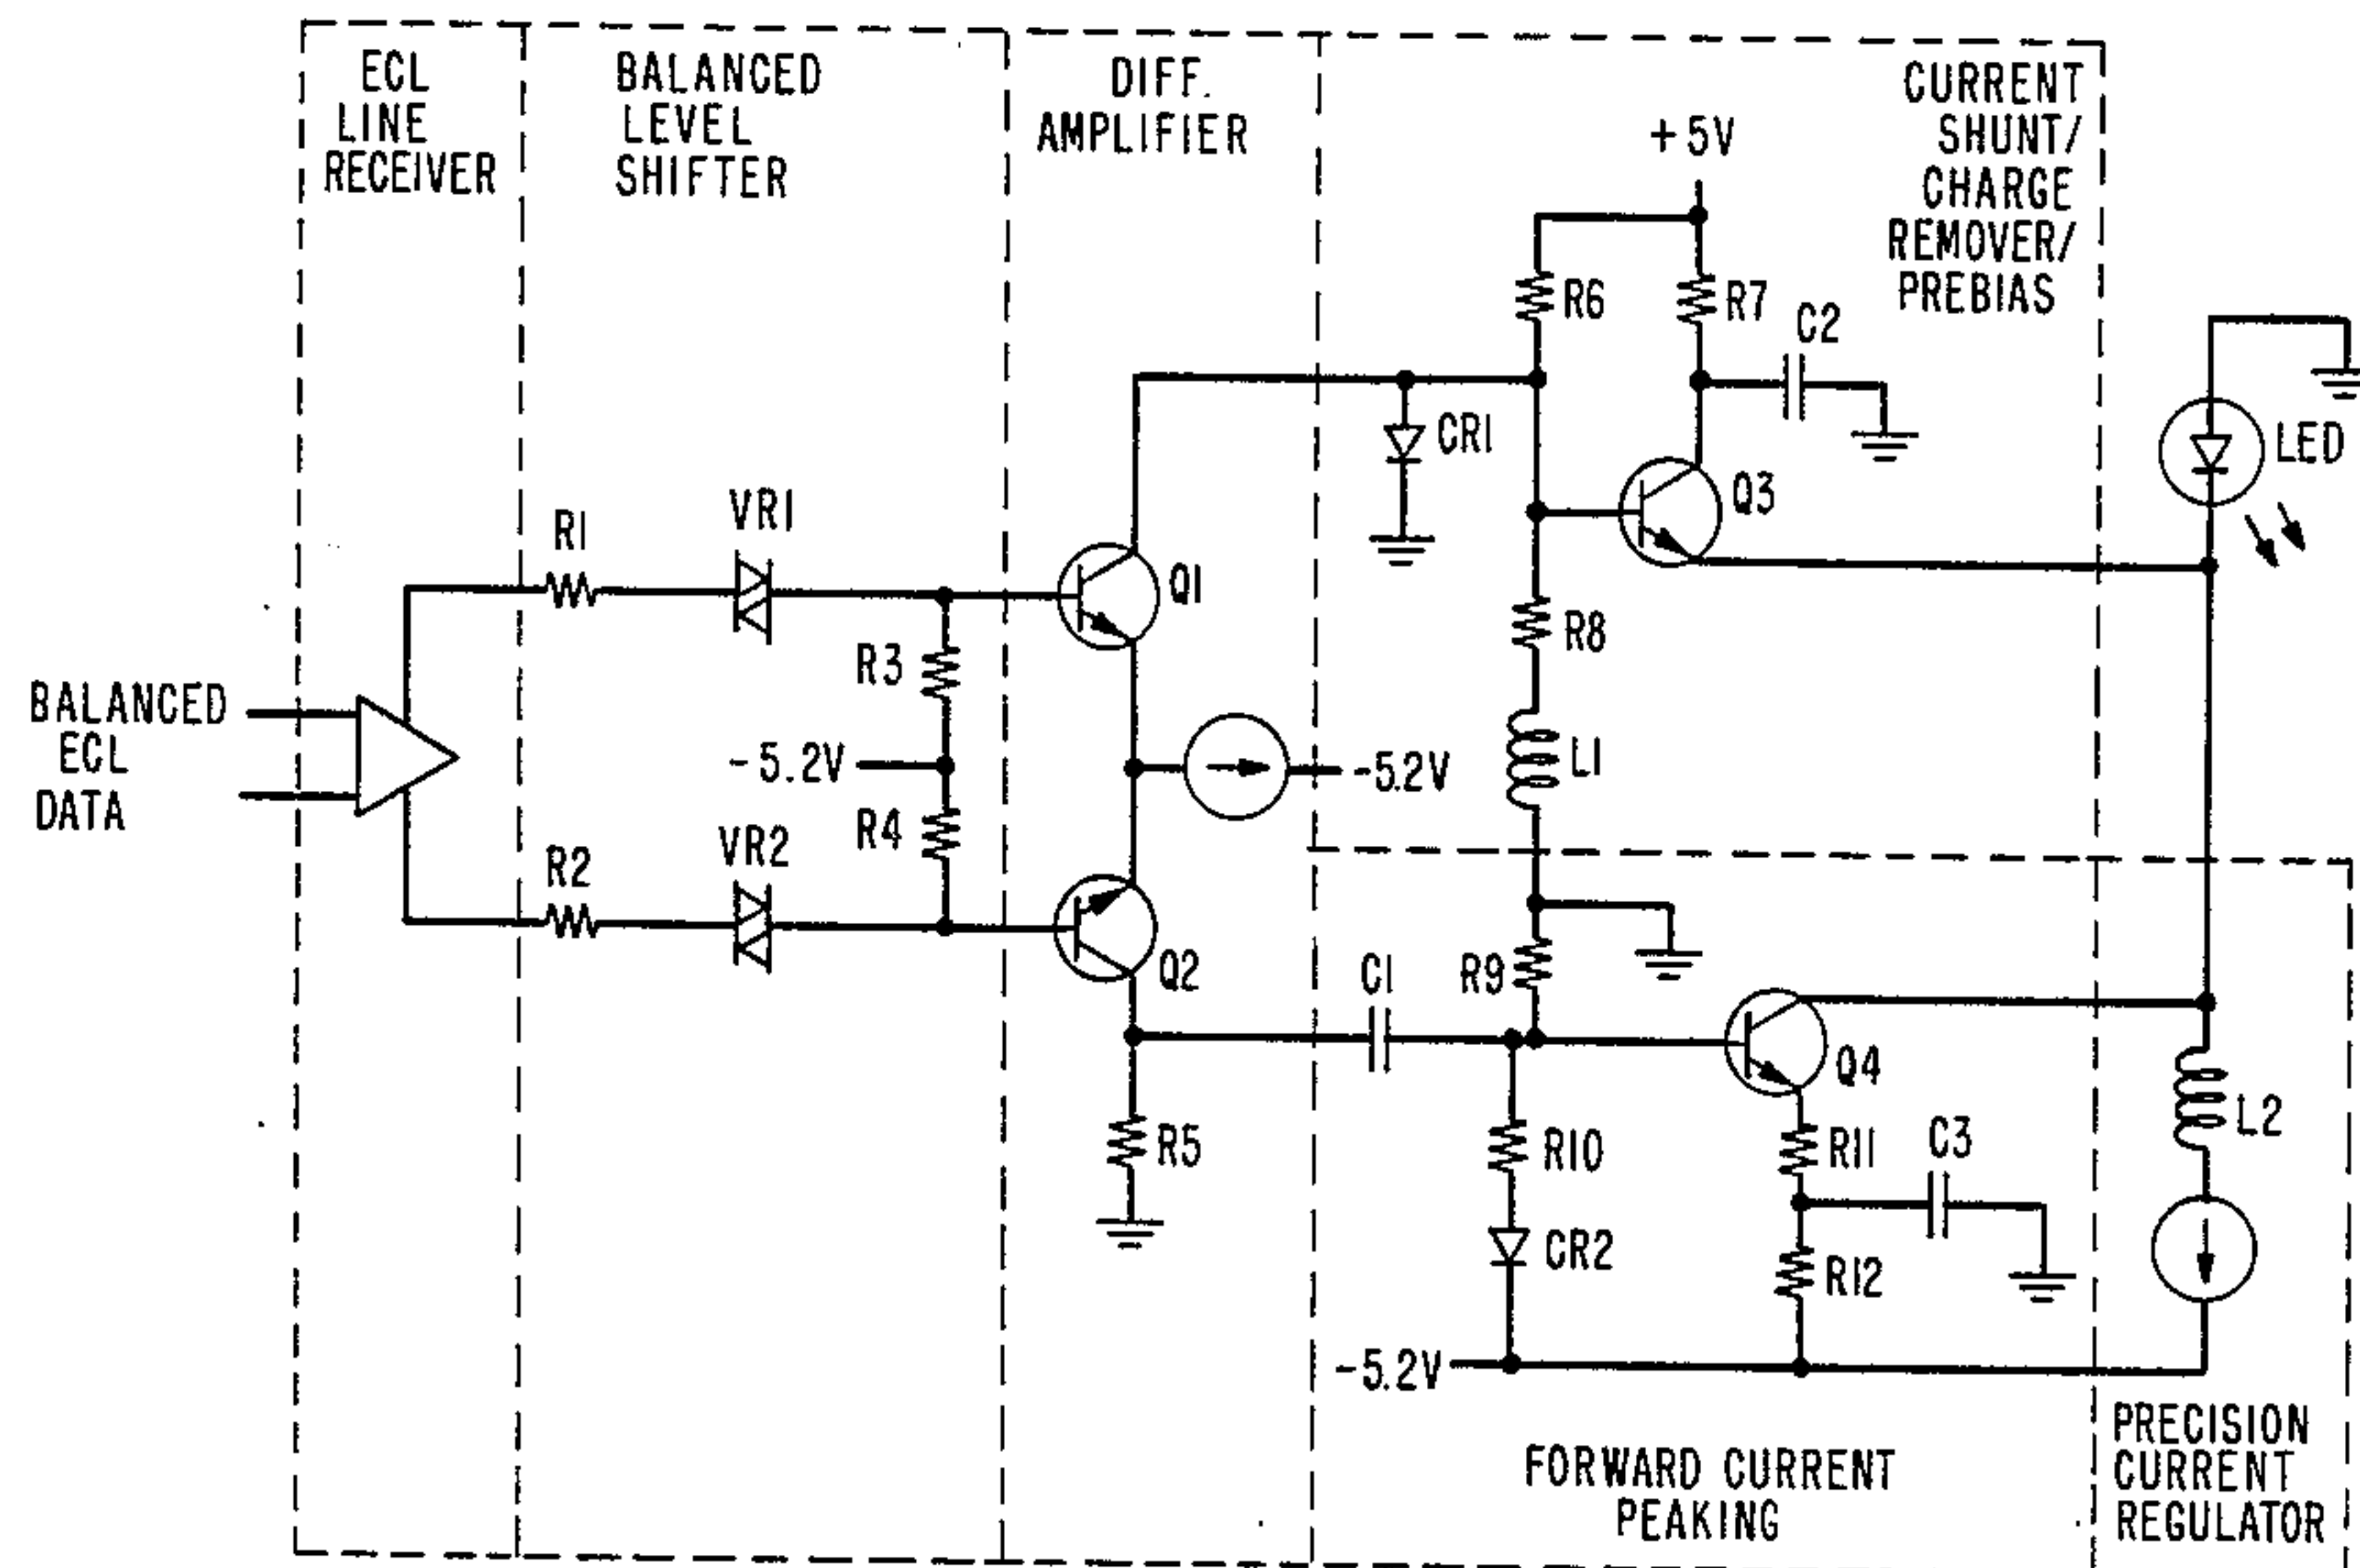 ECL
LINE
RECEIVER
BALANCED
LEVEL
SHIFTER
DIFF.
AMPLIFIER
CURRENT
SHUNT/
CHARGE
REMOVER/
PREBIAS
+5V
R6
R7
C2
CR1
LED
Q3
VR1
R1
Q1
R8
R3
BALANCED
ECL
DATA
-5.2V
-5.2V
L1
R4
VR2
R2
Q2
C1
R9
Q4
R5
R10
R11
C3
L2
CR2
R12
-5.2V
FORWARD CURRENT
PEAKING
PRECISION
CURRENT
REGULATOR